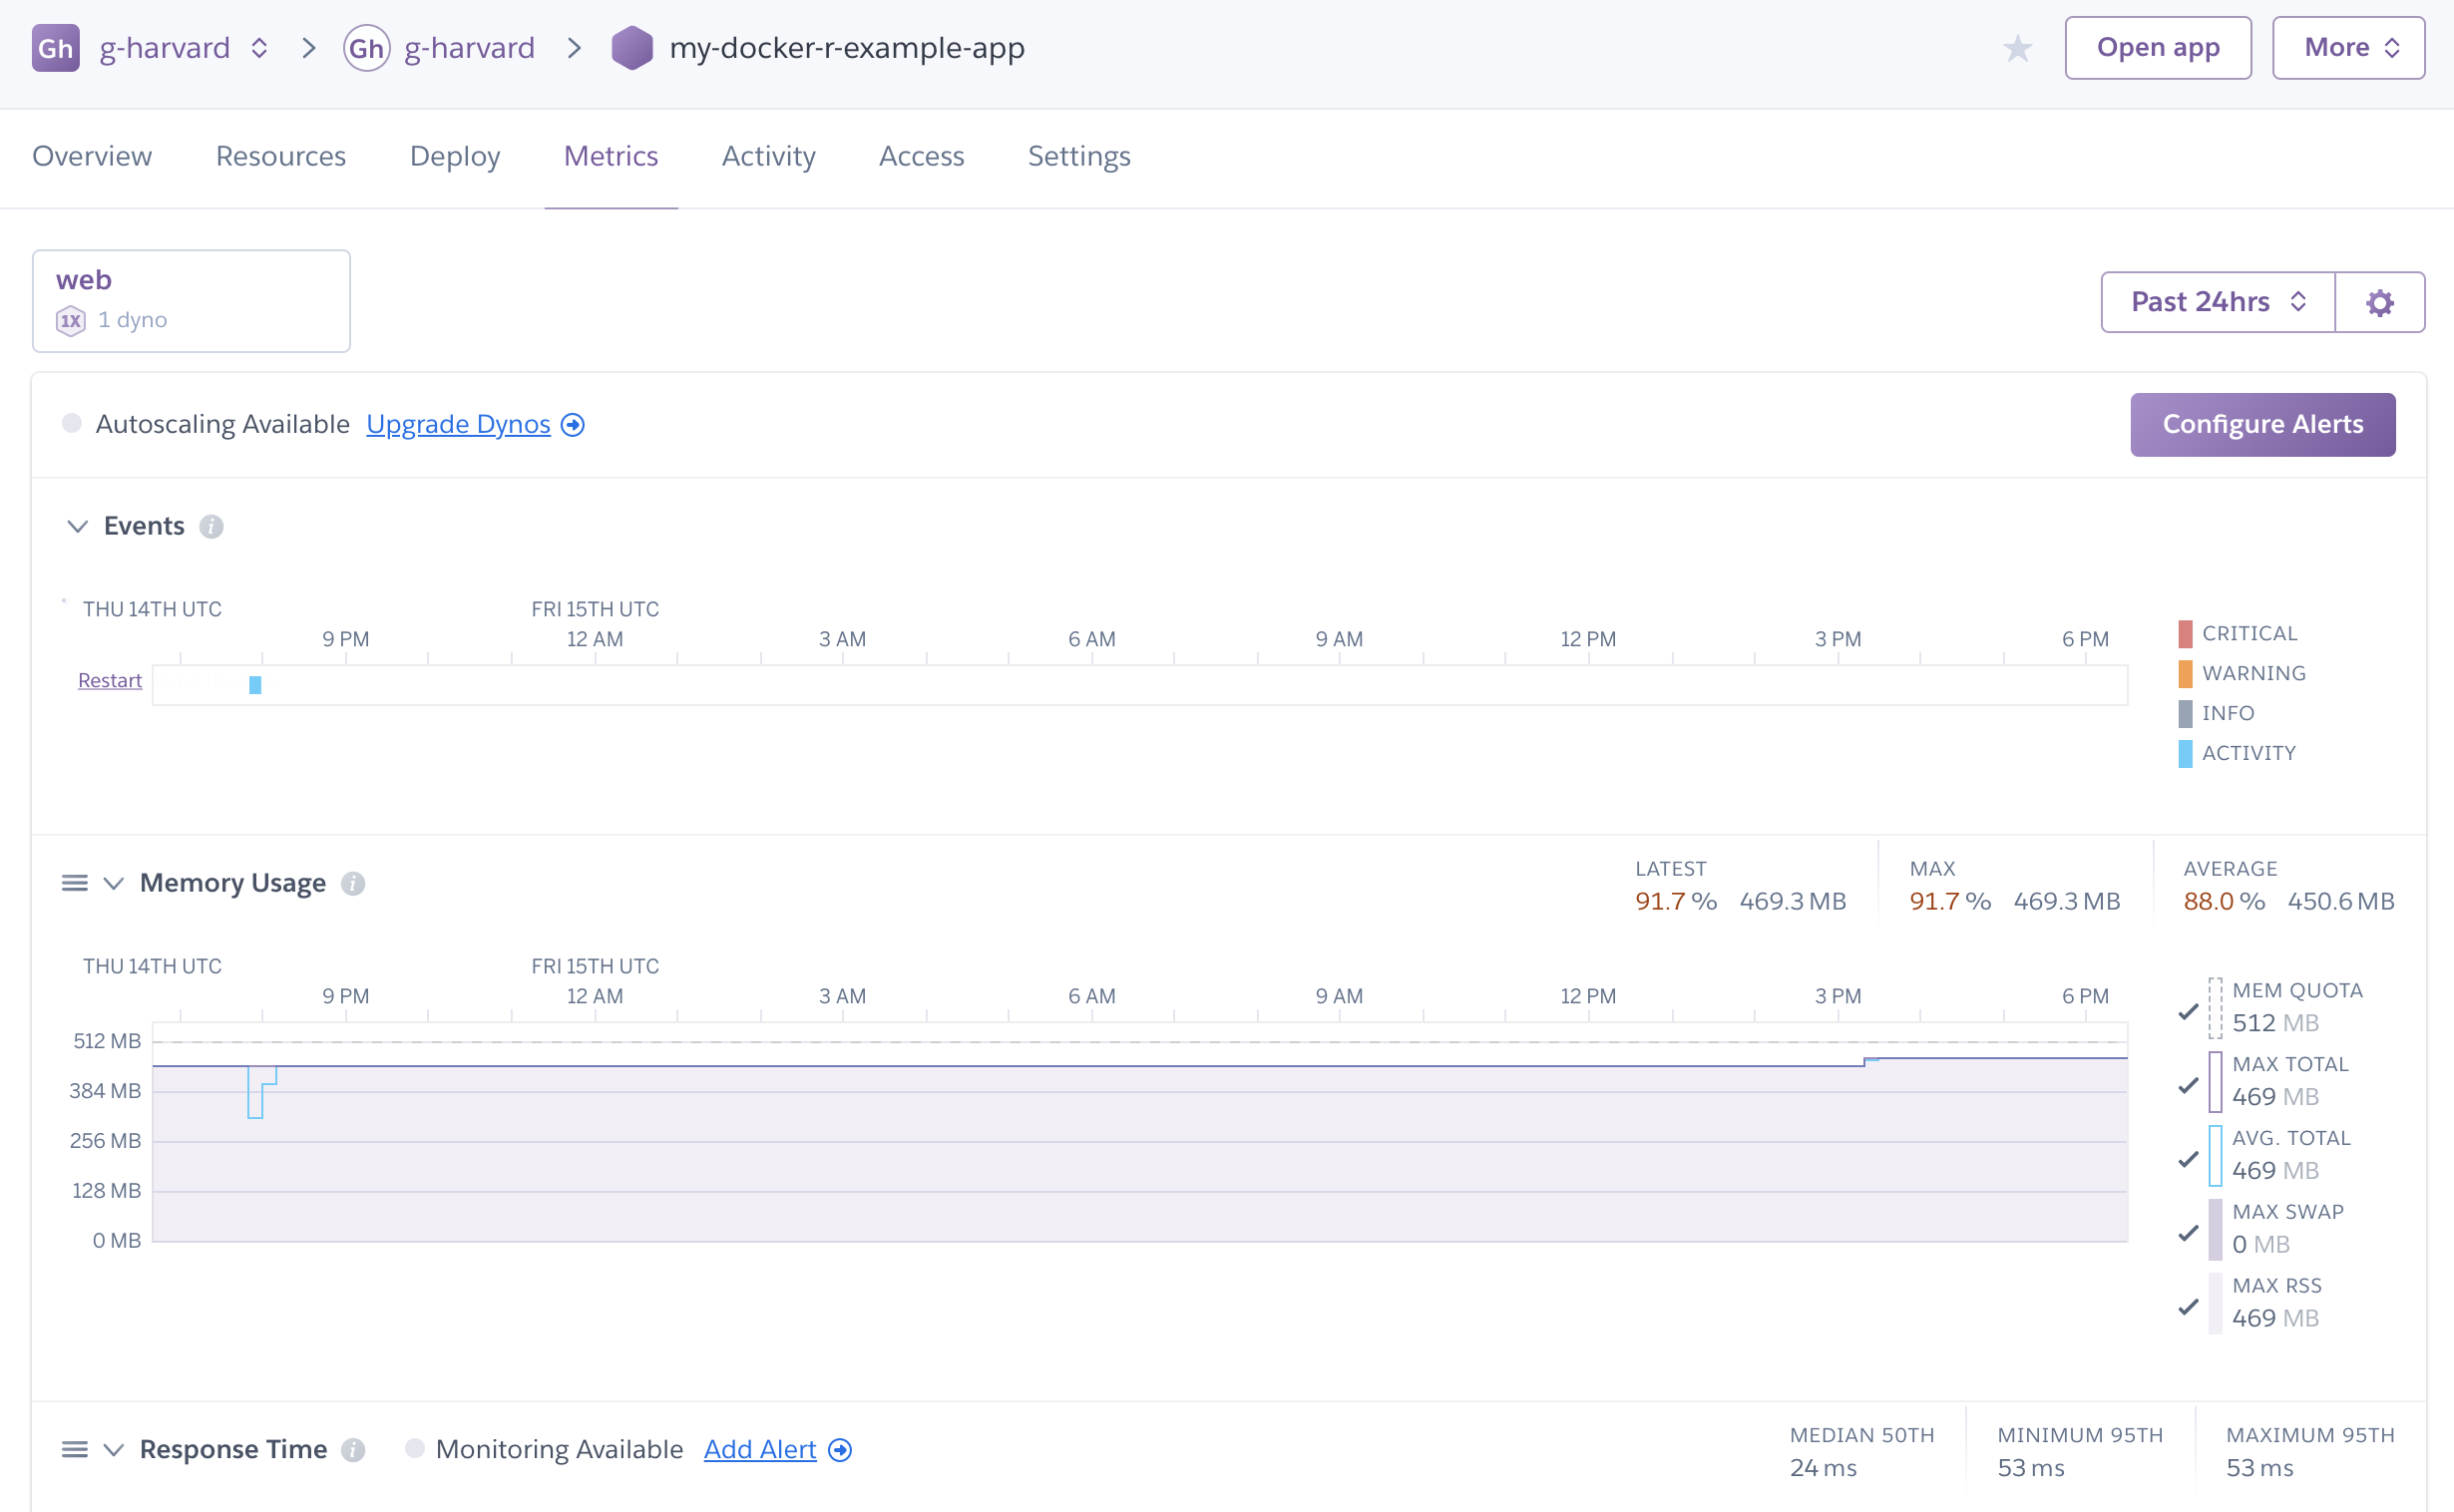 Gh g-harvard > Gh g-harvard > my-docker-r-example-app Open app More
Overview Resources Deploy Metrics Activity Access Settings
web
1X 1 dyno
Past 24hrs
Autoscaling Available Upgrade Dynos
Configure Alerts
Events i
THU 14TH UTC FRI 15TH UTC
9 PM 12 AM 3 AM 6 AM 9 AM 12 PM 3 PM 6 PM
Restart
CRITICAL
WARNING
INFO
ACTIVITY
Memory Usage i
LATEST MAX AVERAGE
91.7 % 469.3 MB 91.7 % 469.3 MB 88.0 % 450.6 MB
THU 14TH UTC FRI 15TH UTC
9 PM 12 AM 3 AM 6 AM 9 AM 12 PM 3 PM 6 PM
512 MB
384 MB
256 MB
128 MB
0 MB
MEM QUOTA
512 MB
MAX TOTAL
469 MB
AVG. TOTAL
469 MB
MAX SWAP
0 MB
MAX RSS
469 MB
Response Time i Monitoring Available Add Alert
MEDIAN 50TH MINIMUM 95TH MAXIMUM 95TH
24 ms 53 ms 53 ms